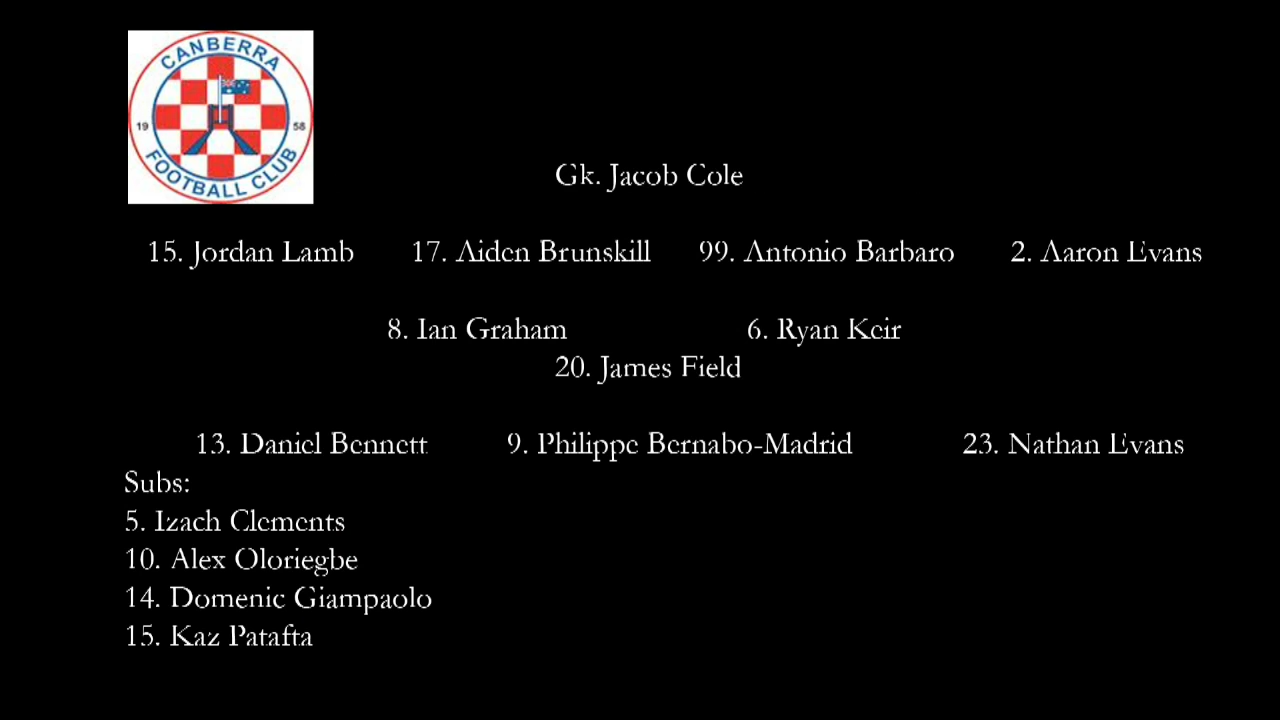 CANBERRA
19 58
FOOTBALL CLUB
Gk. Jacob Cole
15. Jordan Lamb 17. Aiden Brunskill 99. Antonio Barbaro 2. Aaron Evans
8. Ian Graham 6. Ryan Keir
20. James Field
13. Daniel Bennett 9. Philippe Bernabo-Madrid 23. Nathan Evans
Subs:
5. Izach Clements
10. Alex Oloriegbe
14. Domenic Giampaolo
15. Kaz Patafta